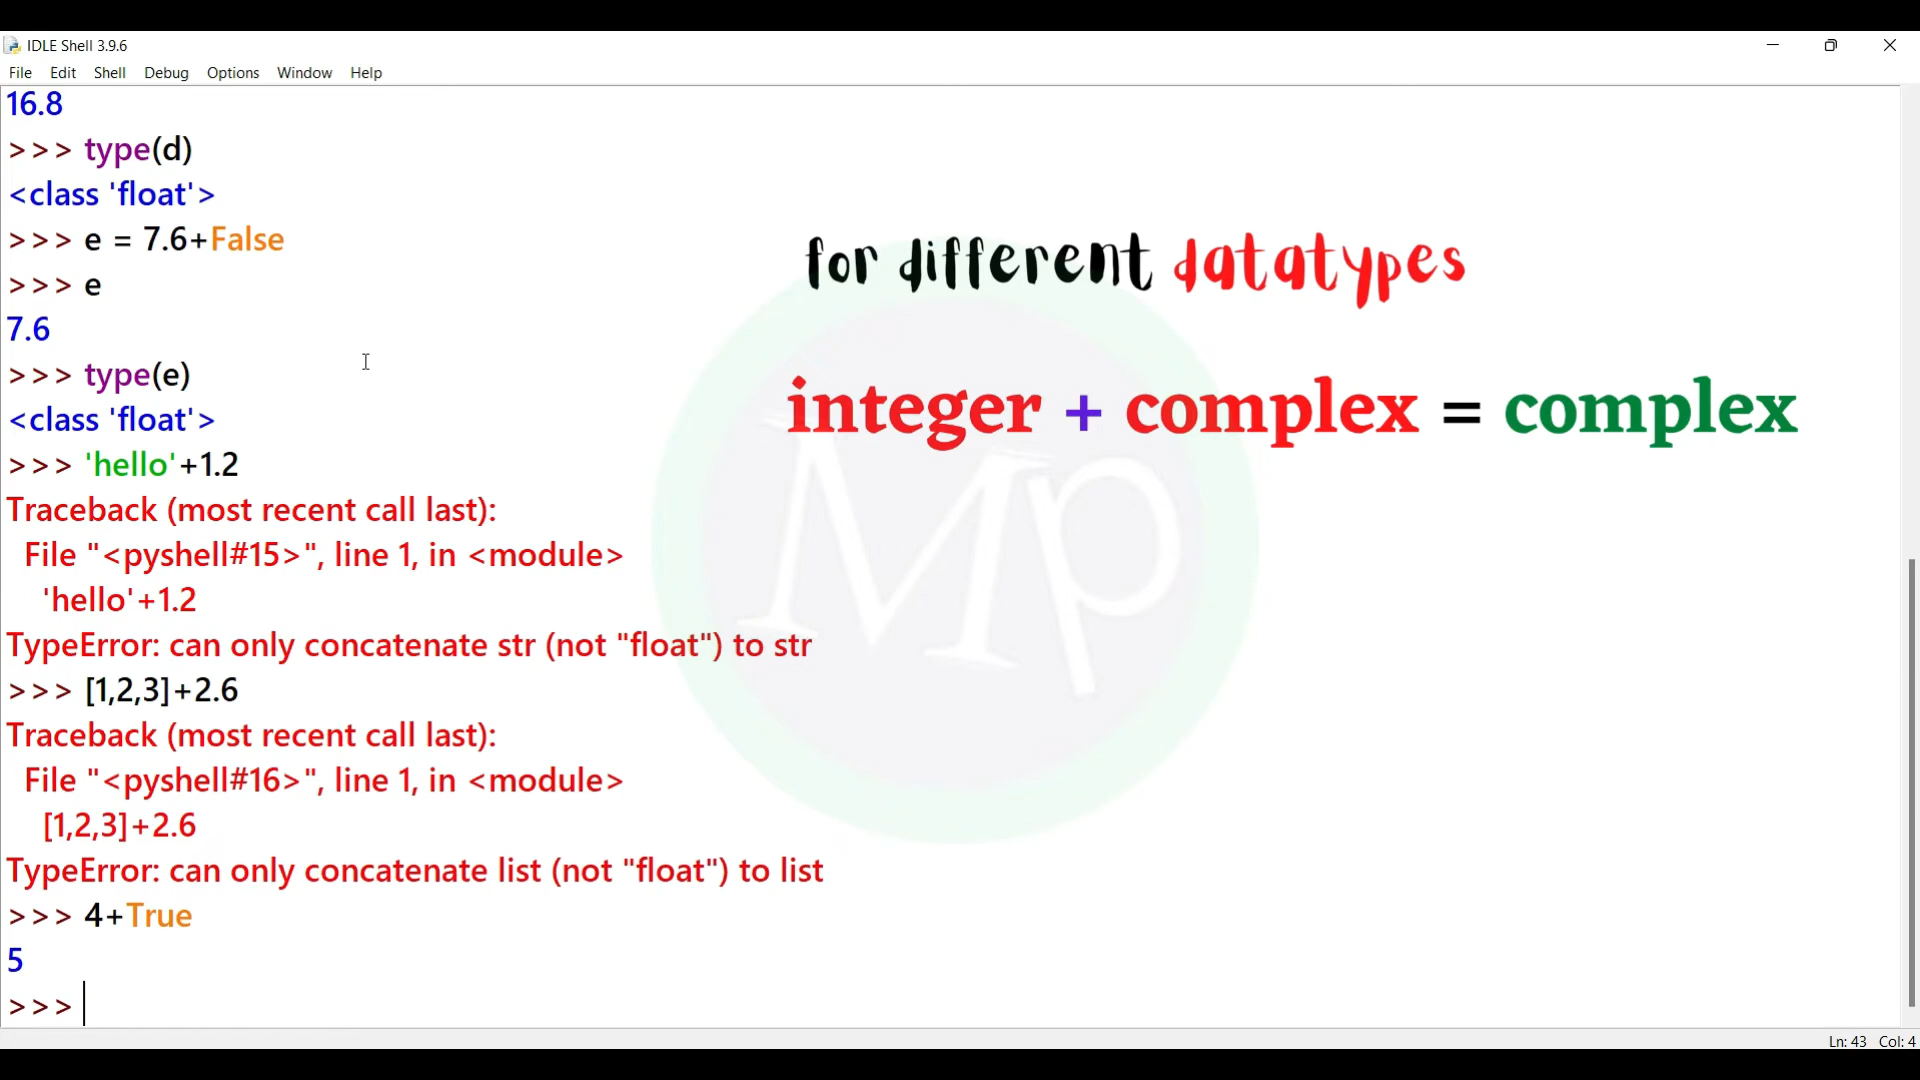 IDLE Shell 3.9.6
File Edit Shell Debug Options Window Help
16.8
>>> type(d)
<class 'float'>
>>> e = 7.6+False
>>> e
7.6
>>> type(e)
<class 'float'>
>>> 'hello'+1.2
Traceback (most recent call last):
  File "<pyshell#15>", line 1, in <module>
    'hello'+1.2
TypeError: can only concatenate str (not "float") to str
>>> [1,2,3]+2.6
Traceback (most recent call last):
  File "<pyshell#16>", line 1, in <module>
    [1,2,3]+2.6
TypeError: can only concatenate list (not "float") to list
>>> 4+True
5
>>>
for different datatypes
integer + complex = complex
Mp
Ln: 43 Col: 4